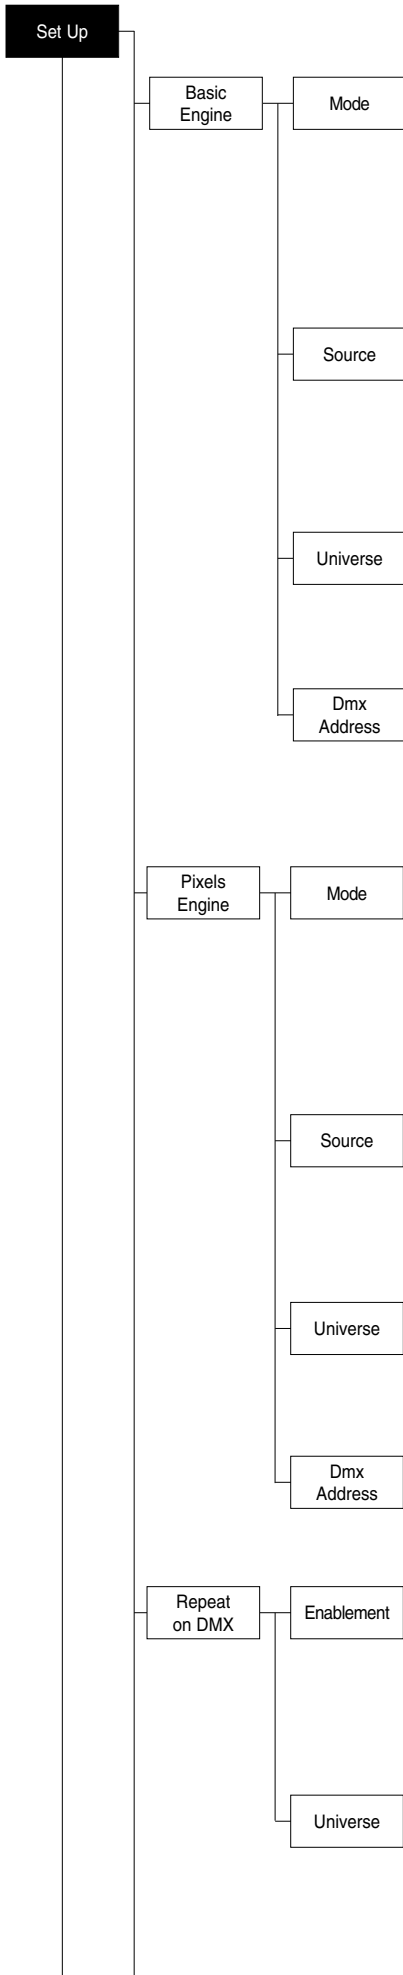 Set Up
Basic
Engine
Mode
Source
Universe
Dmx
Address
Pixels
Engine
Mode
Source
Universe
Dmx
Address
Repeat
on DMX
Enablement
Universe